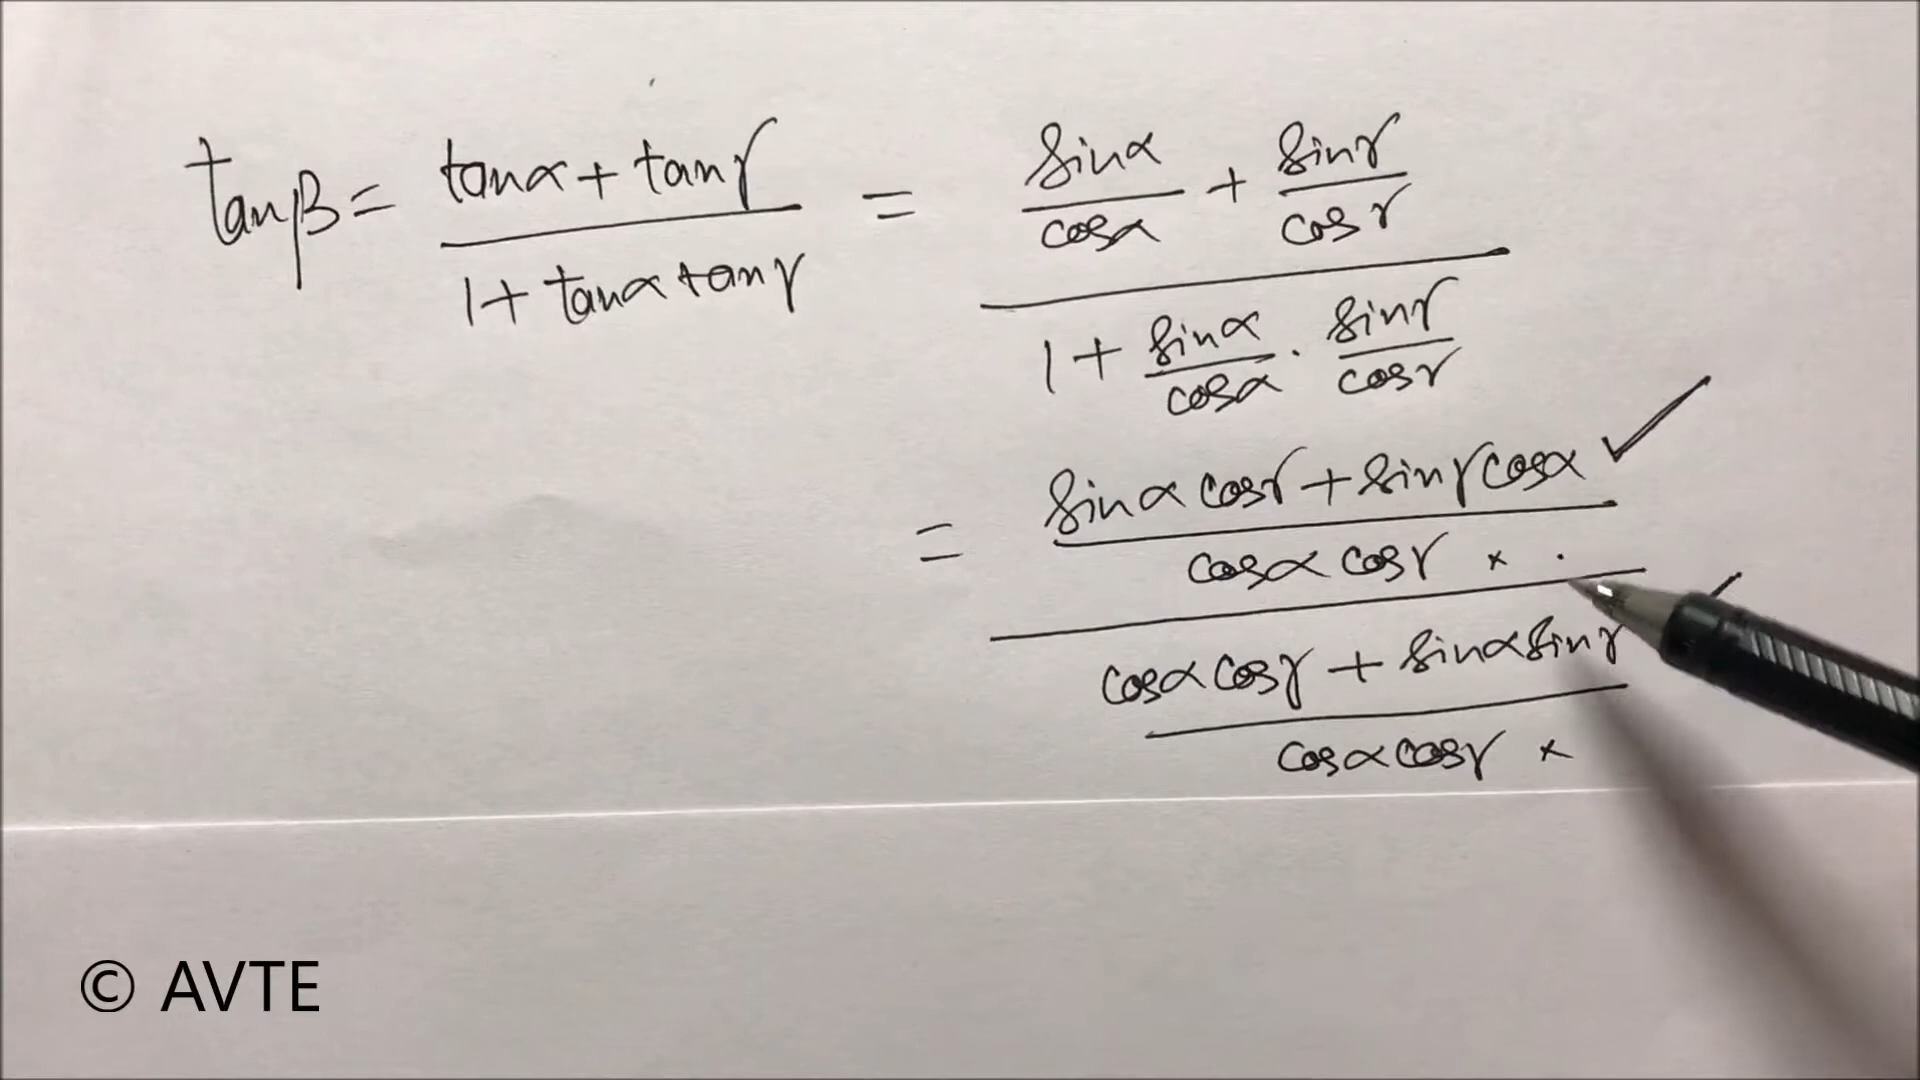 tanβ = (tanα + tanγ) / (1 + tanα tanγ) = (sinα/cosα + sinγ/cosγ) / (1 + sinα/cosα · sinγ/cosγ)
= ((sinα cosγ + sinγ cosα) / (cosα cosγ)) / ((cosα cosγ + sinα sinγ) / (cosα cosγ))
© AVTE